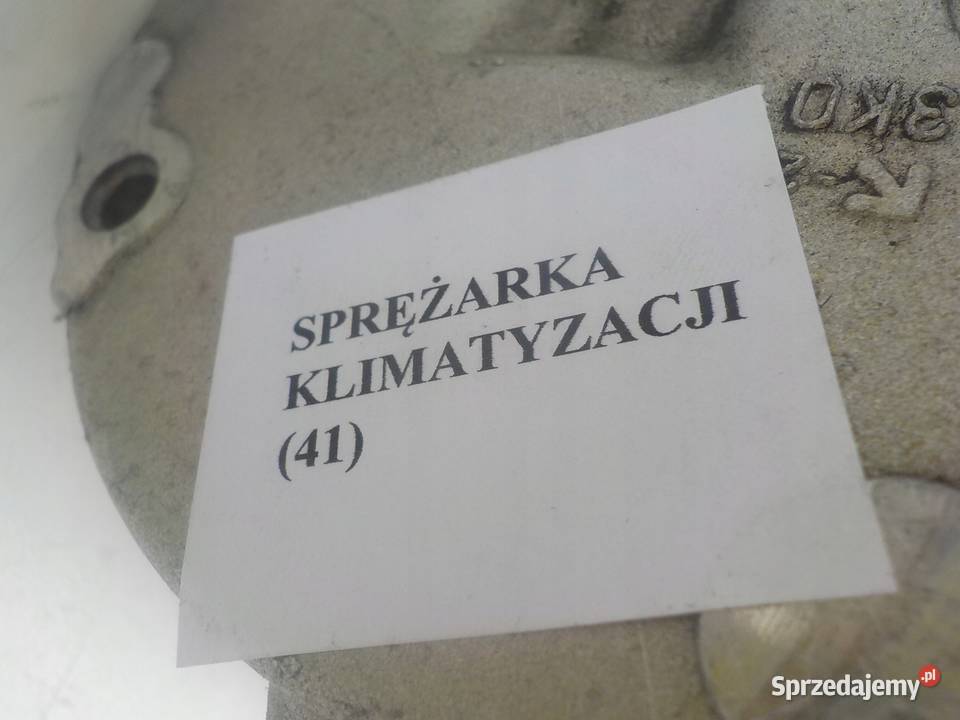 SPRĘŻARKA
KLIMATYZACJI
(41)
Sprzedajemy.pl